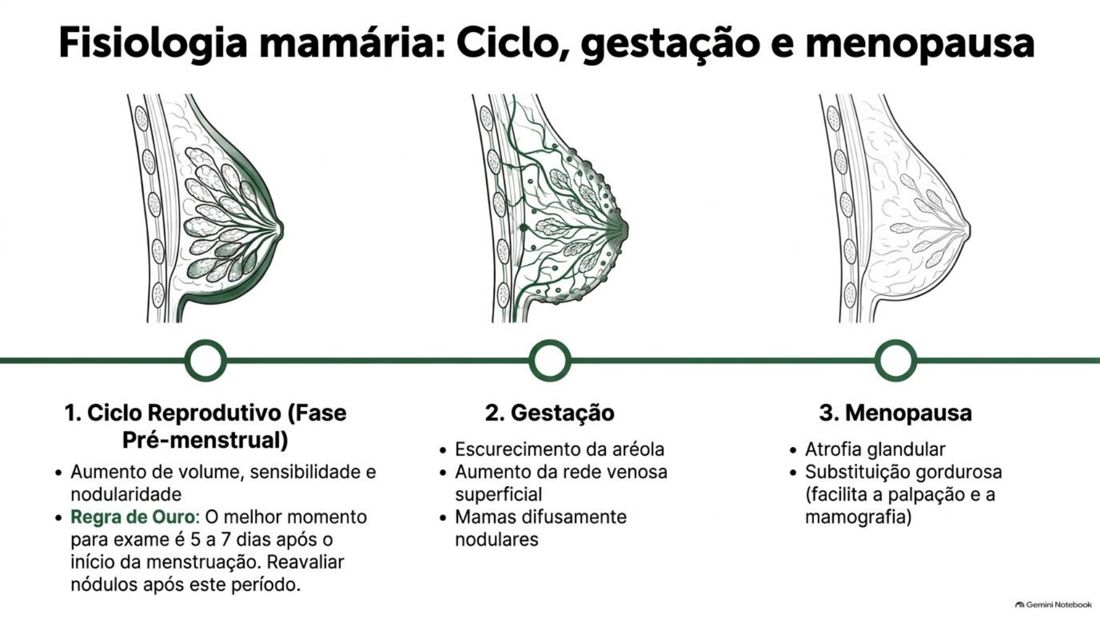 Fisiologia mamária: Ciclo, gestação e menopausa
1. Ciclo Reprodutivo (Fase
Pré-menstrual)
• Aumento de volume, sensibilidade e
nodularidade
• Regra de Ouro: O melhor momento
para exame é 5 a 7 dias após o
início da menstruação. Reavaliar
nódulos após este período.
2. Gestação
• Escurecimento da aréola
• Aumento da rede venosa
superficial
• Mamas difusamente
nodulares
3. Menopausa
• Atrofia glandular
• Substituição gordurosa
(facilita a palpação e a
mamografia)
Gemini Notebook